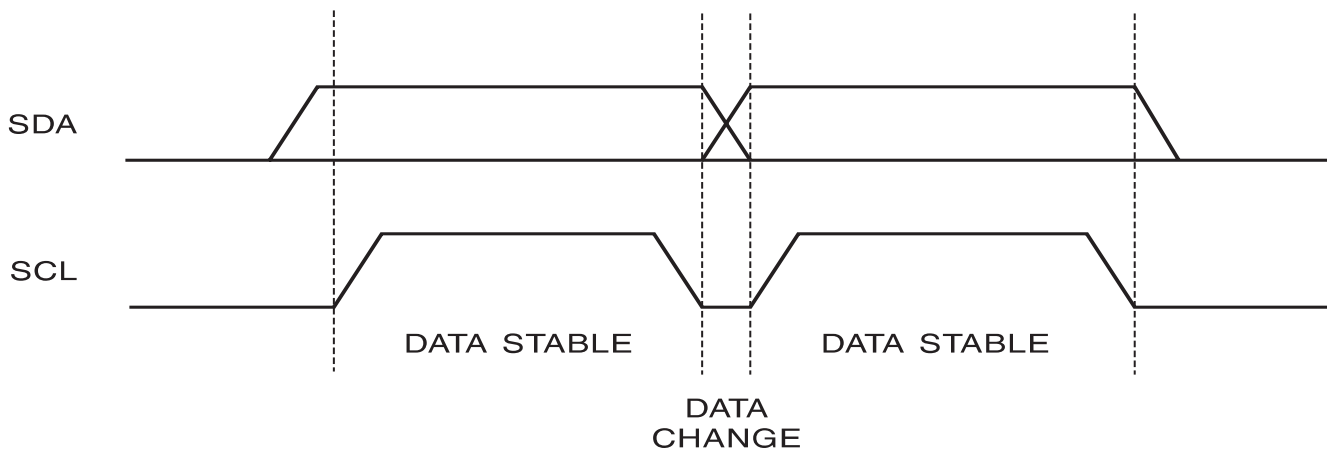 SDA
SCL
DATA STABLE
DATA STABLE
DATA
CHANGE